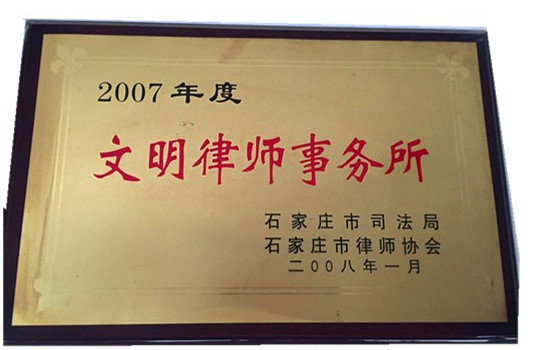 2007年度
文明律师事务所
石家庄市司法局
石家庄市律师协会
二00八年一月